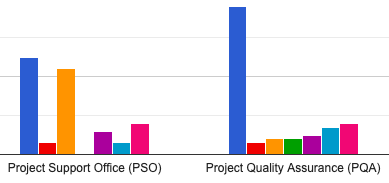 Project Support Office (PSO)
Project Quality Assurance (PQA)